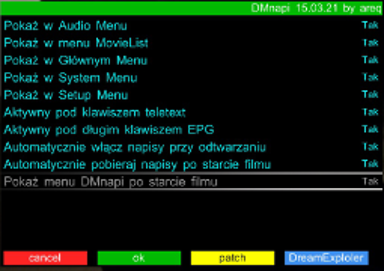 DMnapi 15.03.21 by areq
Pokaż w Audio Menu Tak
Pokaż w menu MovieList Tak
Pokaż w Głównym Menu Tak
Pokaż w System Menu Tak
Pokaż w Setup Menu Tak
Aktywny pod klawiszem teletext Tak
Aktywny pod długim klawiszem EPG Tak
Automatycznie włącz napisy przy odtwarzaniu Tak
Automatycznie pobieraj napisy po starcie filmu Tak
Pokaż menu DMnapi po starcie filmu Tak
cancel ok patch DreamExploler